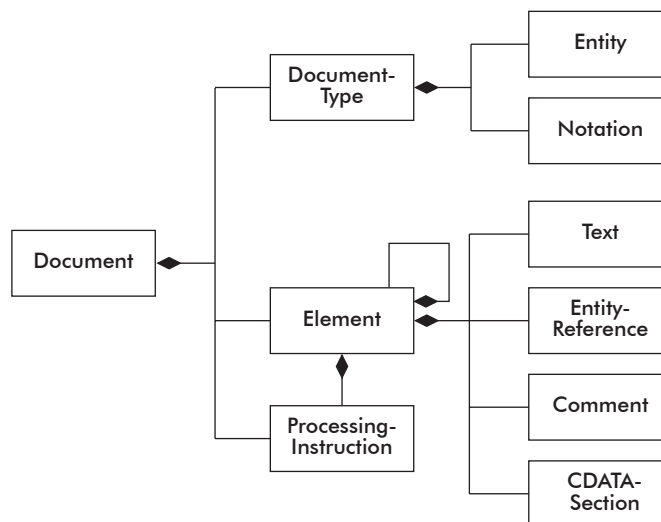 Entity
Document-
Type
Notation
Text
Document
Element
Entity-
Reference
Comment
Processing-
Instruction
CDATA-
Section